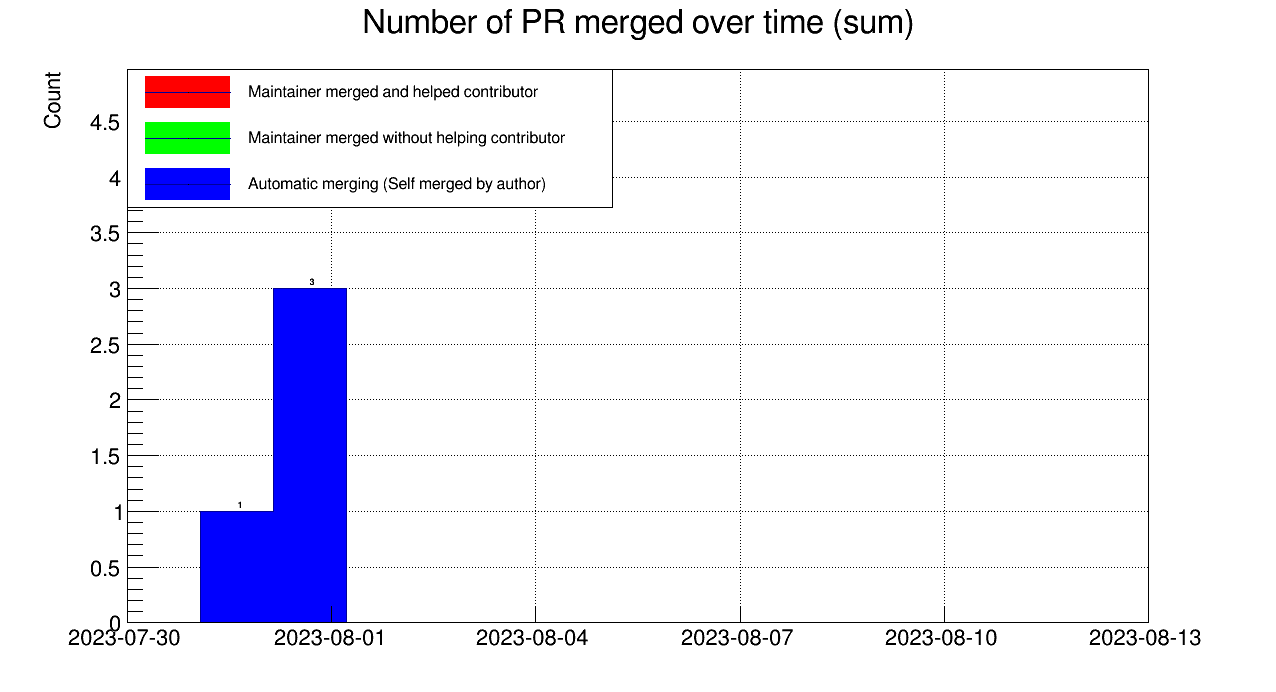 Number of PR merged over time (sum)
Count
Maintainer merged and helped contributor
Maintainer merged without helping contributor
Automatic merging (Self merged by author)
4.5
4
3.5
3
2.5
2
1.5
1
0.5
0
3
1
2023-07-30 2023-08-01 2023-08-04 2023-08-07 2023-08-10 2023-08-13